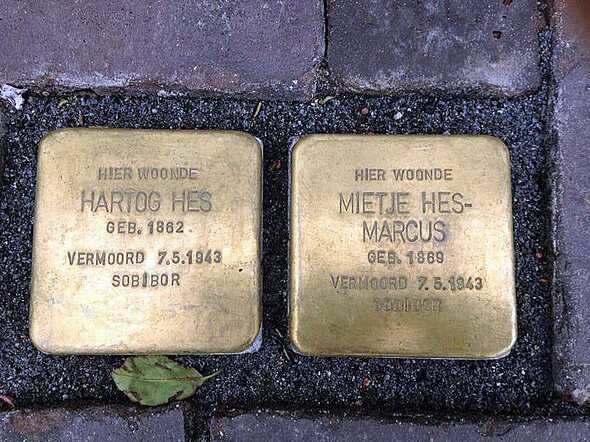 HIER WOONDE
HARTOG HES
GEB. 1862
VERMOORD 7.5.1943
SOBIBOR
HIER WOONDE
MIETJE HES-
MARCUS
GEB. 1869
VERMOORD 7.5.1943
SOBIBOR